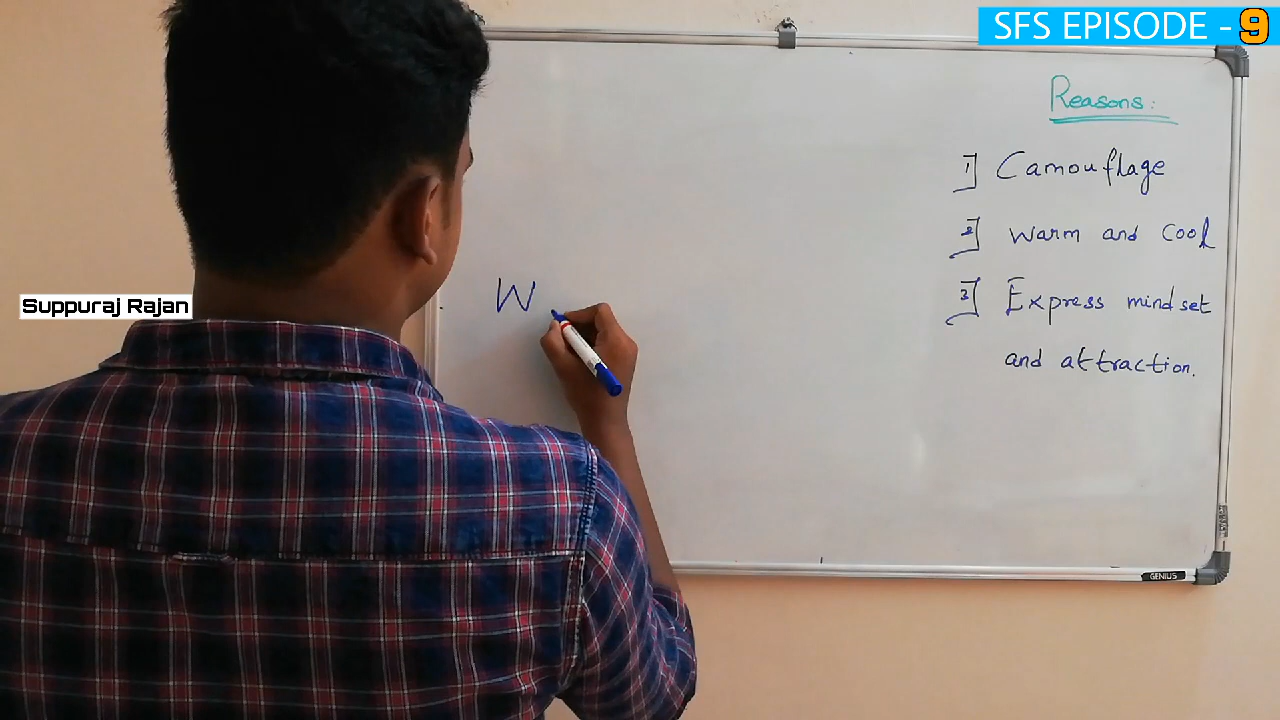 SFS EPISODE - 9
Reasons:
1] Camouflage
2] Warm and cool
3] Express mindset
and attraction.
W
Suppuraj Rajan
GENIUS